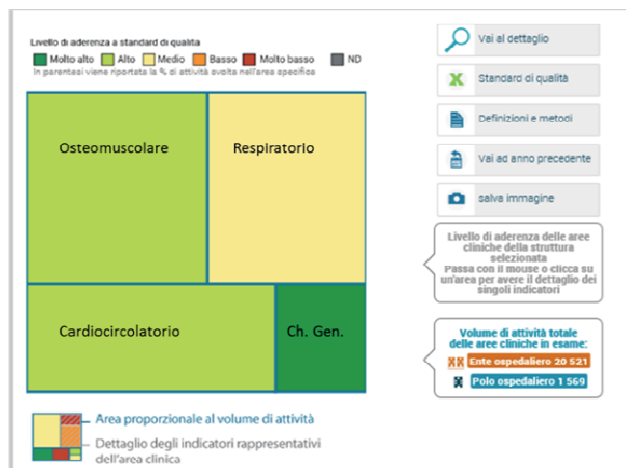 Livello di aderenza a standard di qualità
Molto alto Alto Medio Basso Molto basso ND
In parentesi viene riportata la % di attività svolta nell'area specifica
Osteomuscolare
Respiratorio
Cardiocircolatorio
Ch. Gen.
Area proporzionale al volume di attività
Dettaglio degli indicatori rappresentativi
dell'area clinica
Vai al dettaglio
Standard di qualità
Definizioni e metodi
Vai ad anno precedente
salva immagine
Livello di aderenza delle aree
cliniche della struttura
selezionata
Passa con il mouse o clicca su
un'area per avere il dettaglio dei
singoli indicatori
Volume di attività totale
delle aree cliniche in esame:
Ente ospedaliero 20 521
Polo ospedaliero 1 569